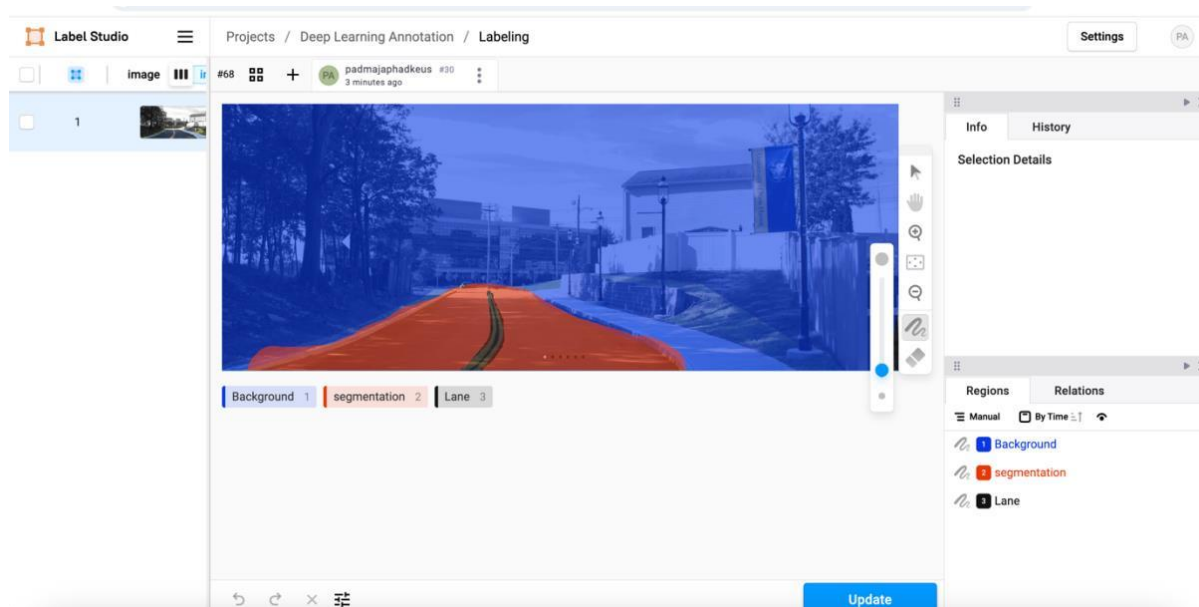 Label Studio
Projects / Deep Learning Annotation / Labeling
Settings
PA
image
#68
PA
padmajaphadkeus #30
3 minutes ago
1
Info
History
Selection Details
Background 1
segmentation 2
Lane 3
Regions
Relations
Manual
By Time
1 Background
2 segmentation
3 Lane
Update